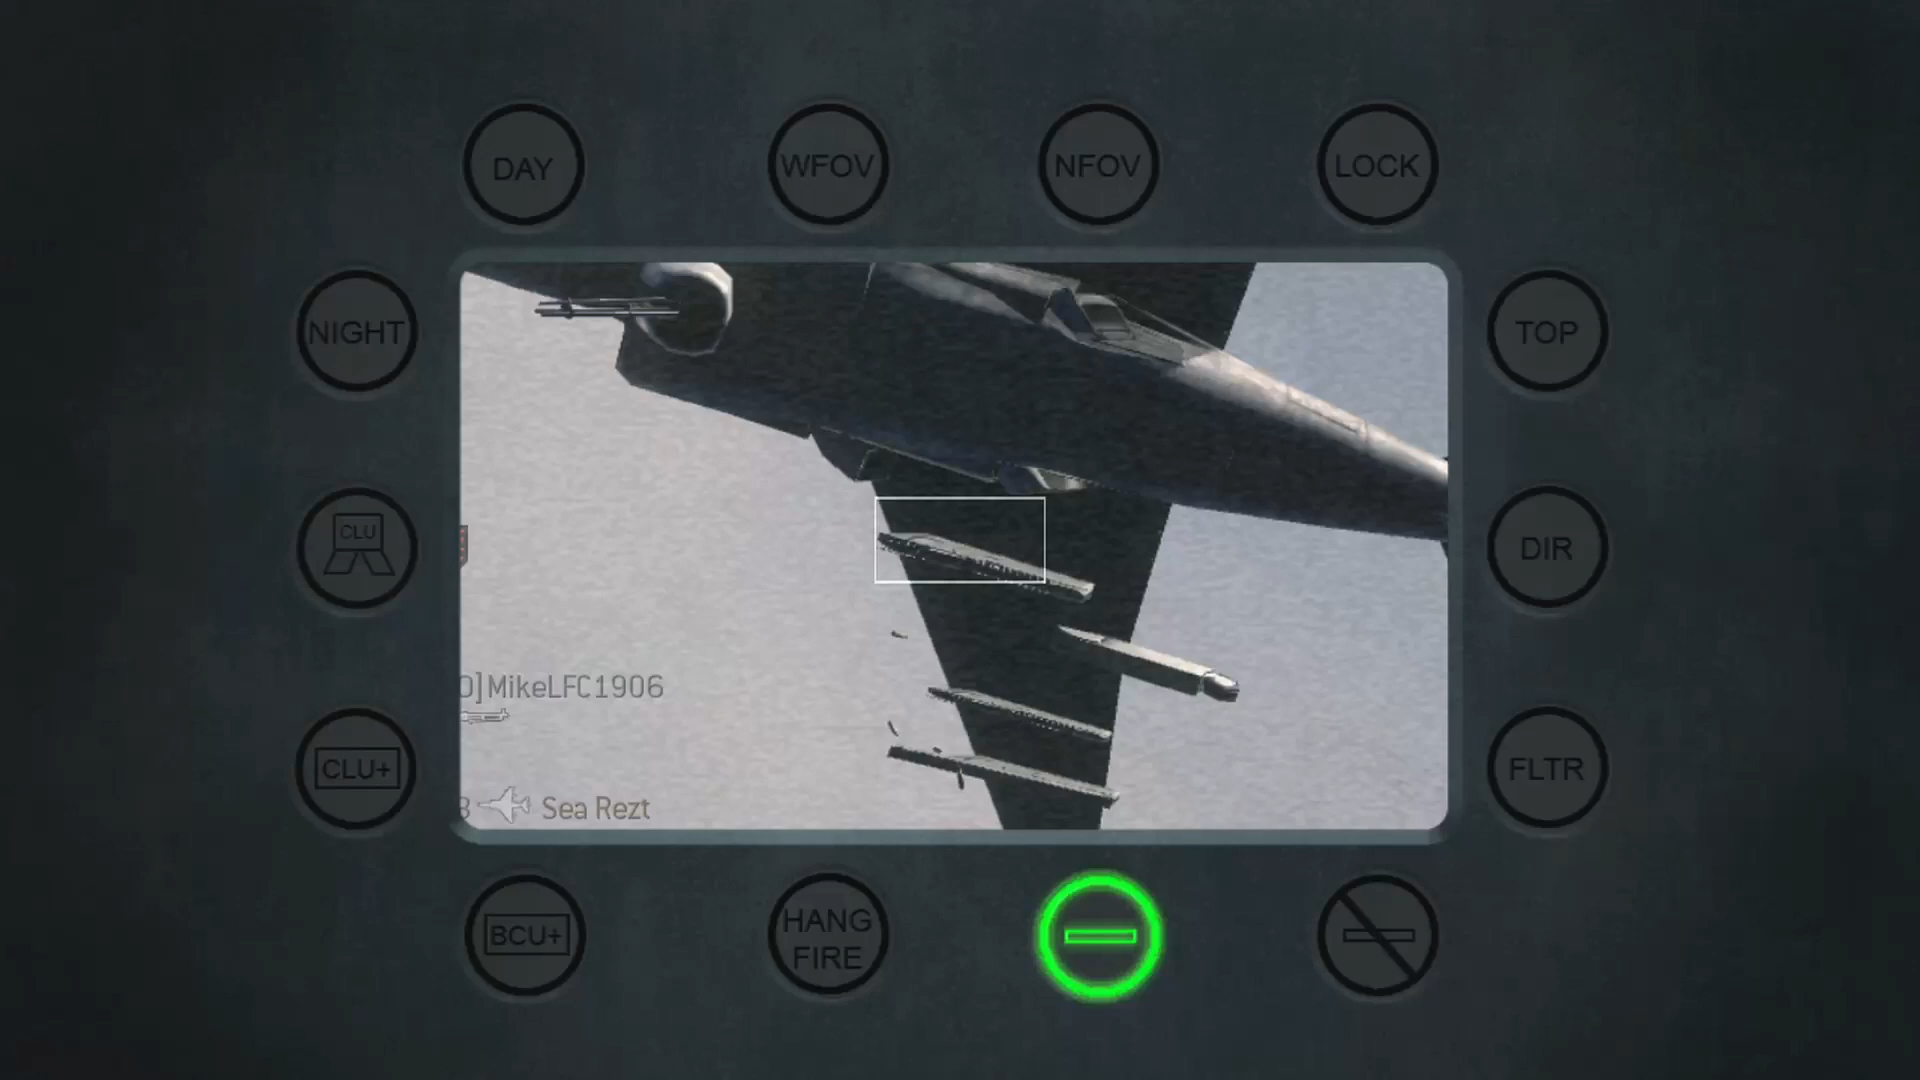 DAY
WFOV
NFOV
LOCK
NIGHT
TOP
CLU
DIR
]MikeLFC1906
CLU+
FLTR
Sea Rezt
BCU+
HANG
FIRE